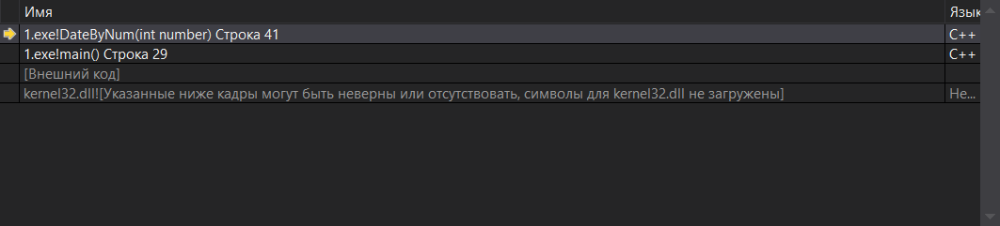 Имя Язык
1.exe!DateByNum(int number) Строка 41 C++
1.exe!main() Строка 29 C++
[Внешний код]
kernel32.dll![Указанные ниже кадры могут быть неверны или отсутствовать, символы для kernel32.dll не загружены] Не...